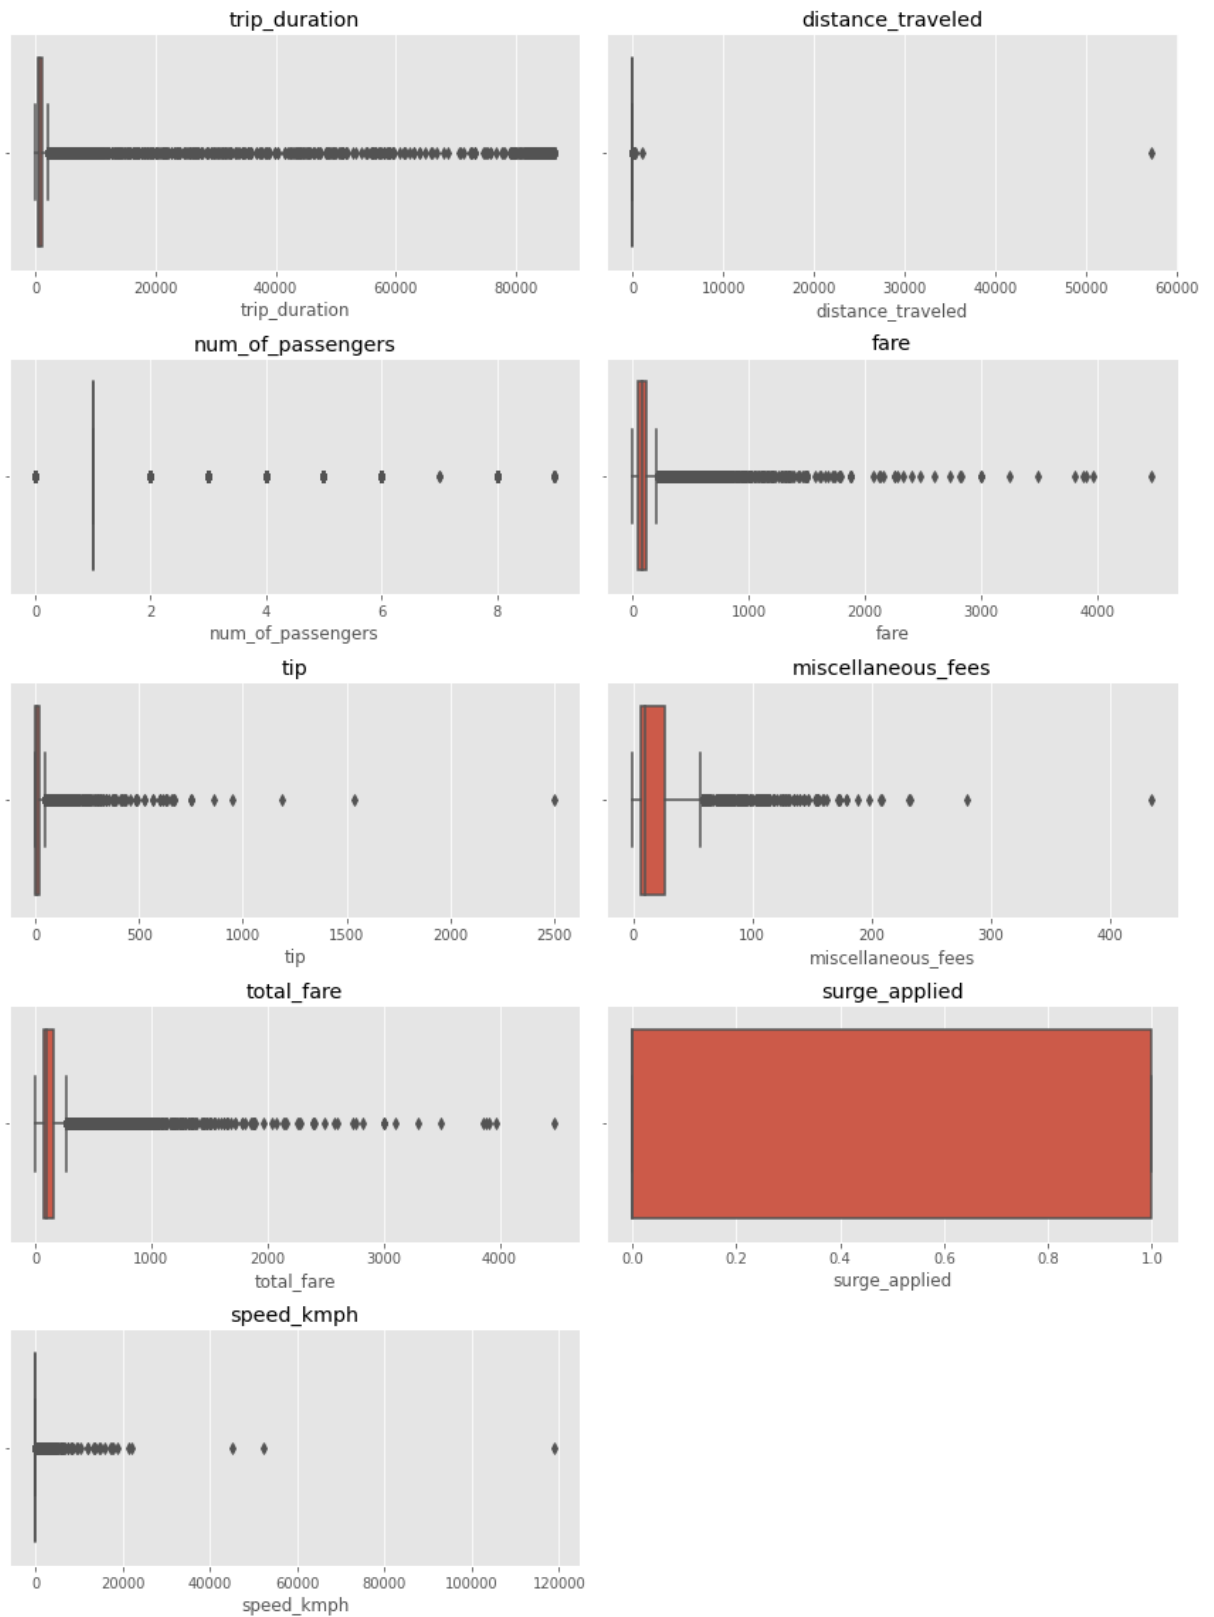 trip_duration
0 20000 40000 60000 80000
trip_duration
distance_traveled
0 10000 20000 30000 40000 50000 60000
distance_traveled
num_of_passengers
0 2 4 6 8
num_of_passengers
fare
0 1000 2000 3000 4000
fare
tip
0 500 1000 1500 2000 2500
tip
miscellaneous_fees
0 100 200 300 400
miscellaneous_fees
total_fare
0 1000 2000 3000 4000
total_fare
surge_applied
0.0 0.2 0.4 0.6 0.8 1.0
surge_applied
speed_kmph
0 20000 40000 60000 80000 100000 120000
speed_kmph